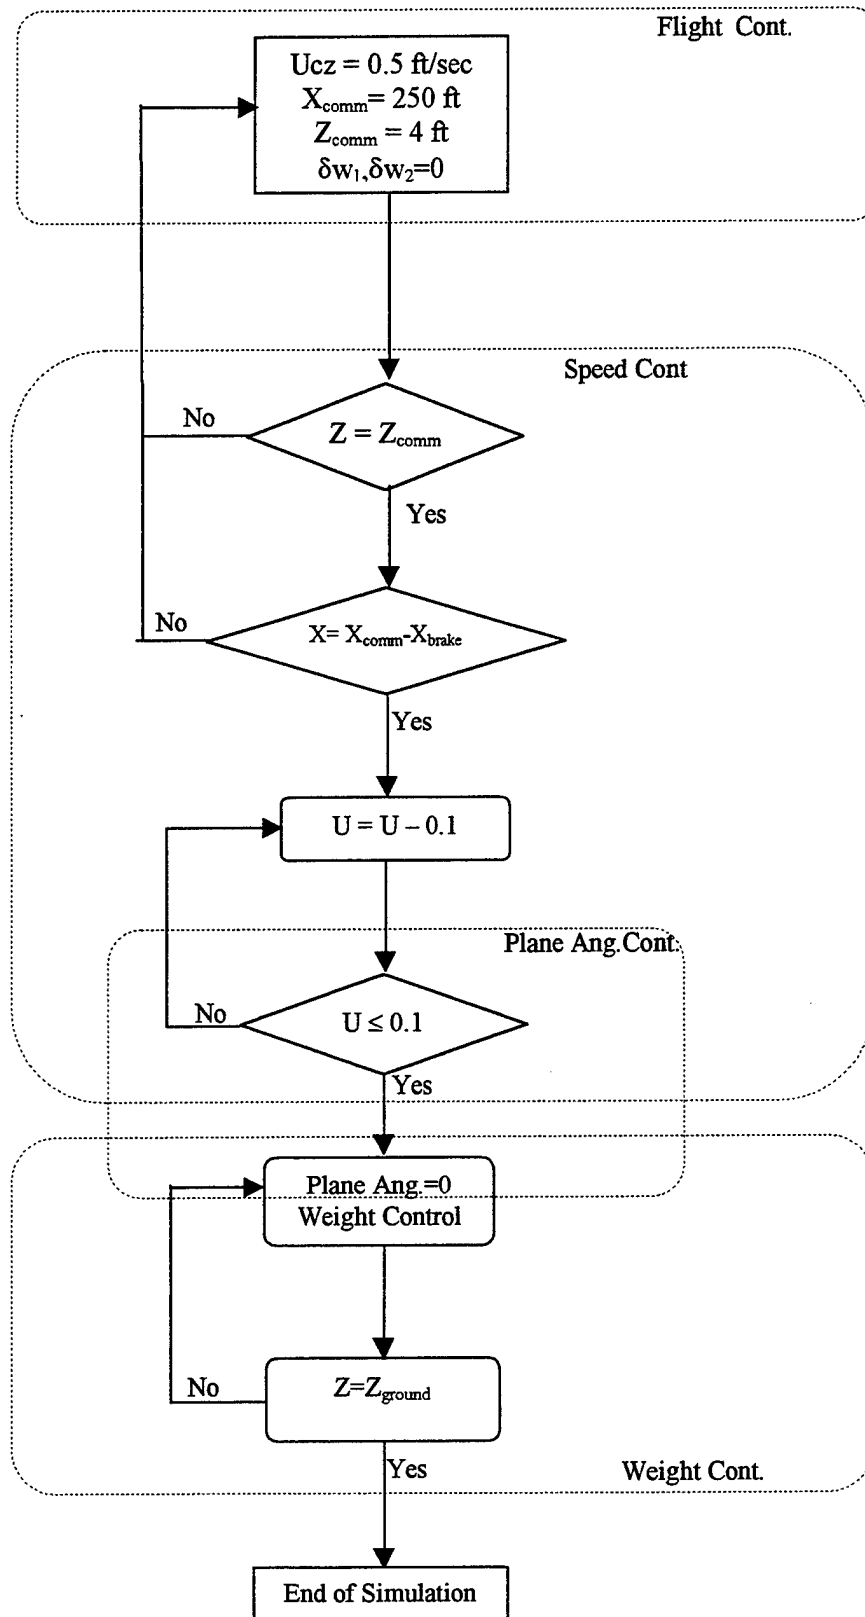 Flight Cont.
Ucz = 0.5 ft/sec
Xcomm= 250 ft
Zcomm = 4 ft
δw1,δw2=0
Speed Cont
No
Z = Zcomm
Yes
No
X= Xcomm-Xbrake
Yes
U = U – 0.1
Plane Ang.Cont.
No
U ≤ 0.1
Yes
Plane Ang.=0
Weight Control
No
Z=Zground
Yes
Weight Cont.
End of Simulation